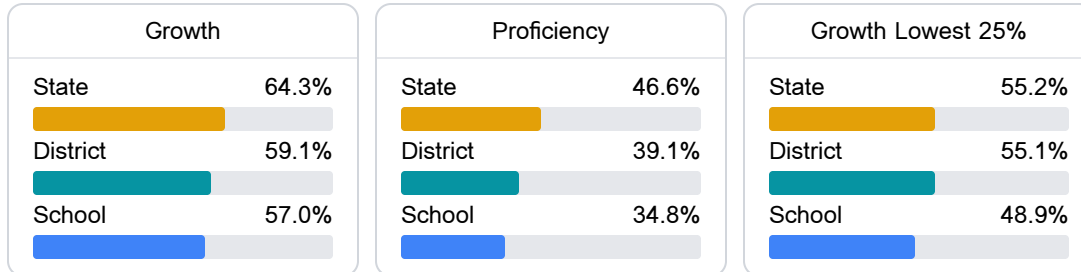 Growth
State 64.3%
District 59.1%
School 57.0%
Proficiency
State 46.6%
District 39.1%
School 34.8%
Growth Lowest 25%
State 55.2%
District 55.1%
School 48.9%